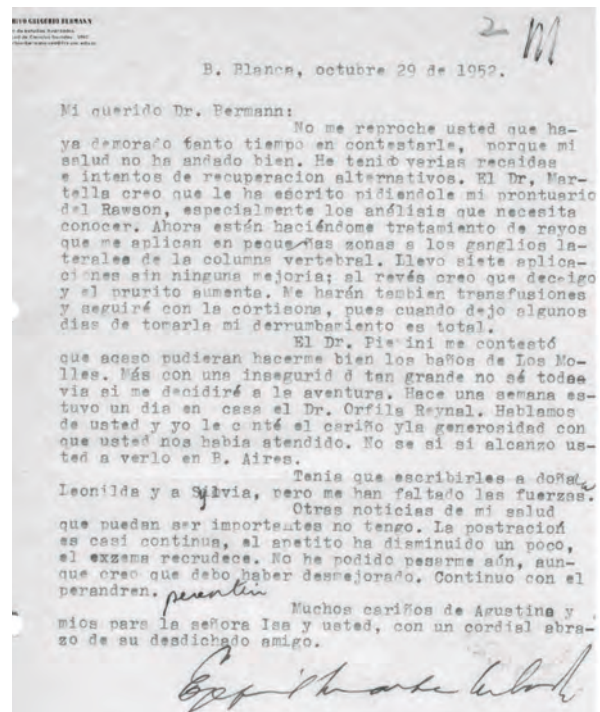 2 M
B. Blanca, octubre 29 de 1952.
Mi querido Dr. Bermann:
No me reproche usted que ha-
ya demorado tanto tiempo en contestarle, porque mi
salud no ha andado bien. He tenido varias recaidas
e intentos de recuperacion alternativos. El Dr, Mar-
tella creo que le ha escrito pidiendole mi prontuario
del Rawson, especialmente los análisis que necesita
conocer. Ahora están haciéndome tratamiento de rayos
que me aplican en pequeñas zonas a los ganglios la-
terales de la columna vertebral. Llevo siete aplica-
ciones sin ninguna mejoria; al revés creo que decaigo
y el prurito aumenta. Me harán tambien transfusiones
y seguiré con la cortisona, pues cuando dejo algunos
dias de tomarla mi derrumbamiento es total.
El Dr. Pie ini me contestó
que acaso pudieran hacerme bien los baños de Los Mo-
lles. Más con una insegurid d tan grande no sé todae
via si me decidiré a la aventura. Hace una semana es-
tuvo un dia en casa el Dr. Orfila Reynal. Hablamos
de usted y yo le c nté el cariño yla generosidad con
que usted nos habia atendido. No se si si alcanzo us-
ted a verlo en B. Aires.
Tenia que escribirles a doña
Leonilda y a Sylvia, pero me han faltado las fuerzas.
Otras noticias de mi salud
que puedan ser importantes no tengo. La postración
es casi continua, el apetito ha disminuido un poco,
el exzema recrudece. No he podido pesarme aún, aun-
que creo que debo haber desmejorado. Continuo con el
perandren. perantin
Muchos cariños de Agustina y
mios para la señora Isa y usted, con un cordial abra-
zo de su desdichado amigo.